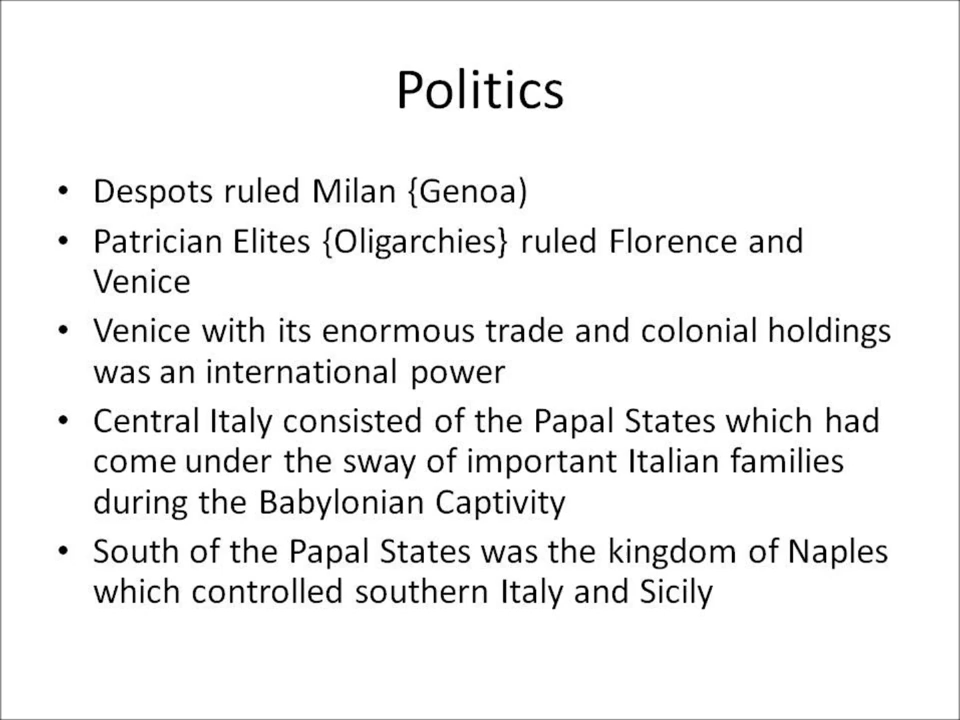 Politics
• Despots ruled Milan {Genoa)
• Patrician Elites {Oligarchies} ruled Florence and
Venice
• Venice with its enormous trade and colonial holdings
was an international power
• Central Italy consisted of the Papal States which had
come under the sway of important Italian families
during the Babylonian Captivity
• South of the Papal States was the kingdom of Naples
which controlled southern Italy and Sicily